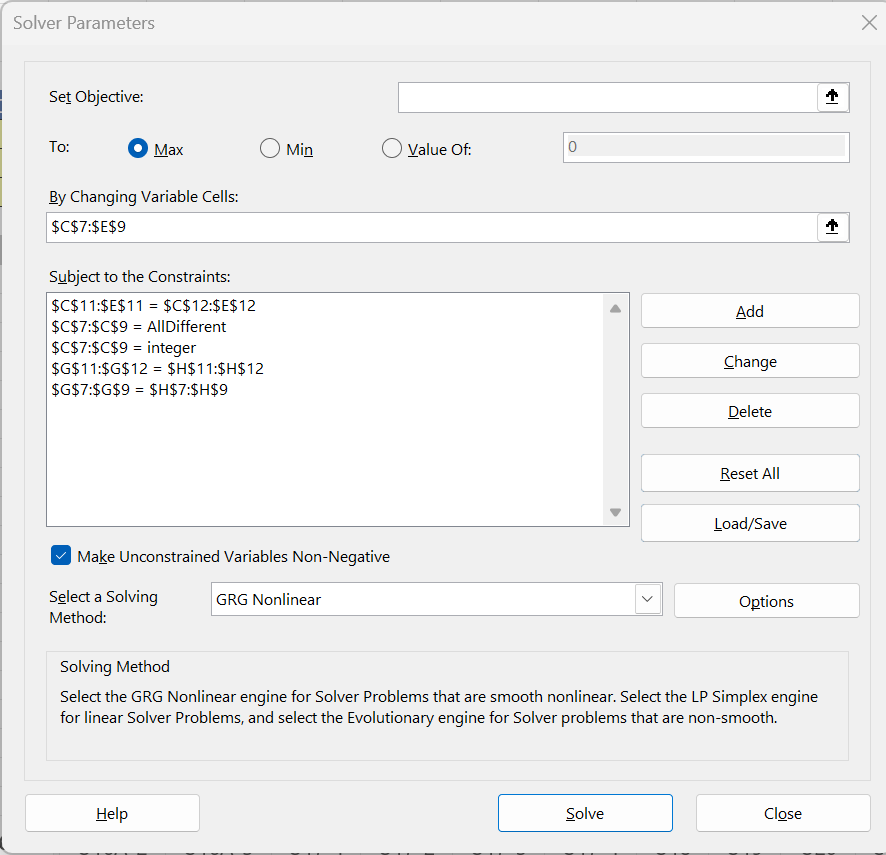 Solver Parameters
Set Objective:
To:
Max
Min
Value Of:
0
By Changing Variable Cells:
$C$7:$E$9
Subject to the Constraints:
$C$11:$E$11 = $C$12:$E$12
$C$7:$C$9 = AllDifferent
$C$7:$C$9 = integer
$G$11:$G$12 = $H$11:$H$12
$G$7:$G$9 = $H$7:$H$9
Add
Change
Delete
Reset All
Load/Save
Make Unconstrained Variables Non-Negative
Select a Solving
Method:
GRG Nonlinear
Options
Solving Method
Select the GRG Nonlinear engine for Solver Problems that are smooth nonlinear. Select the LP Simplex engine
for linear Solver Problems, and select the Evolutionary engine for Solver problems that are non-smooth.
Help
Solve
Close